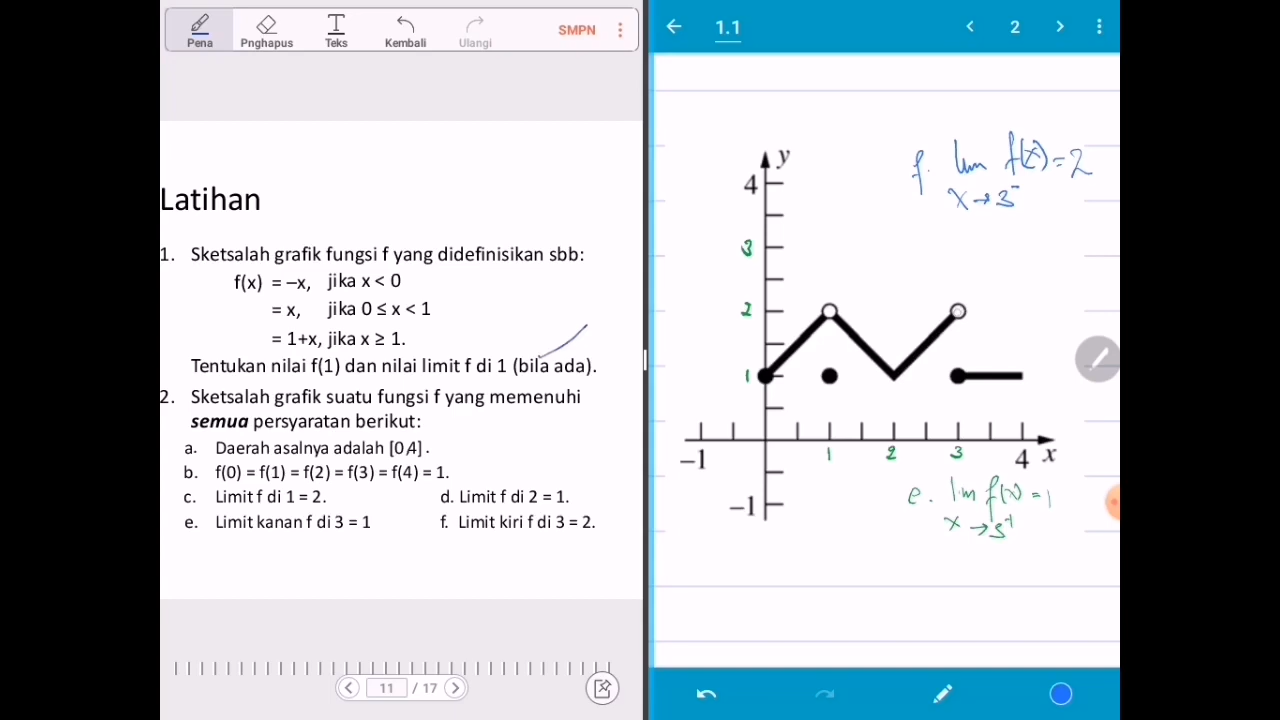 Pena
Pnghapus
Teks
Kembali
Ulangi
SMPN
1.1
2
Latihan
1. Sketsalah grafik fungsi f yang didefinisikan sbb:
f(x) = –x, jika x < 0
= x, jika 0 ≤ x < 1
= 1+x, jika x ≥ 1.
Tentukan nilai f(1) dan nilai limit f di 1 (bila ada).
2. Sketsalah grafik suatu fungsi f yang memenuhi
semua persyaratan berikut:
a. Daerah asalnya adalah [0,4].
b. f(0) = f(1) = f(2) = f(3) = f(4) = 1.
c. Limit f di 1 = 2. d. Limit f di 2 = 1.
e. Limit kanan f di 3 = 1 f. Limit kiri f di 3 = 2.
11 / 17
f. lim f(x) = 2
x → 3⁻
y
4
3
2
1
−1 1 2 3 4 x
−1
e. lim f(x) = 1
x → 3⁺